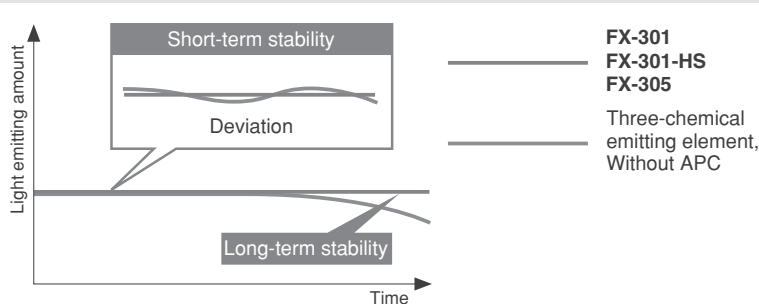 Light emitting amount
Short-term stability
Deviation
Long-term stability
Time
FX-301
FX-301-HS
FX-305
Three-chemical
emitting element,
Without APC